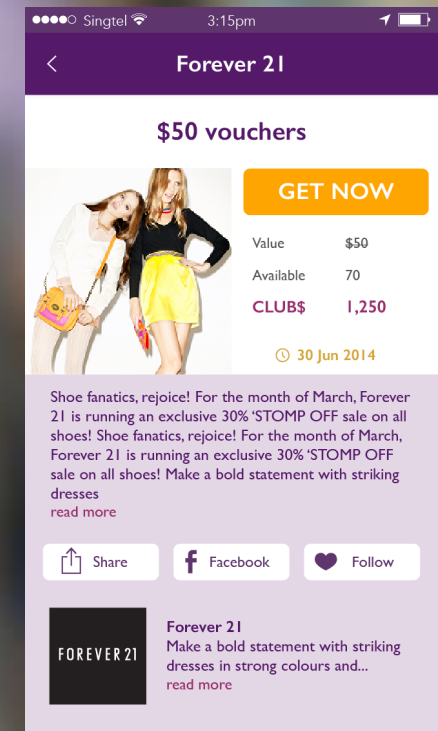 Singtel 3:15pm
Forever 21
$50 vouchers
GET NOW
Value $50
Available 70
CLUB$ 1,250
30 Jun 2014
Shoe fanatics, rejoice! For the month of March, Forever
21 is running an exclusive 30% ‘STOMP OFF sale on all
shoes! Shoe fanatics, rejoice! For the month of March,
Forever 21 is running an exclusive 30% ‘STOMP OFF
sale on all shoes! Make a bold statement with striking
dresses
read more
Share Facebook Follow
FOREVER 21
Forever 21
Make a bold statement with striking
dresses in strong colours and...
read more